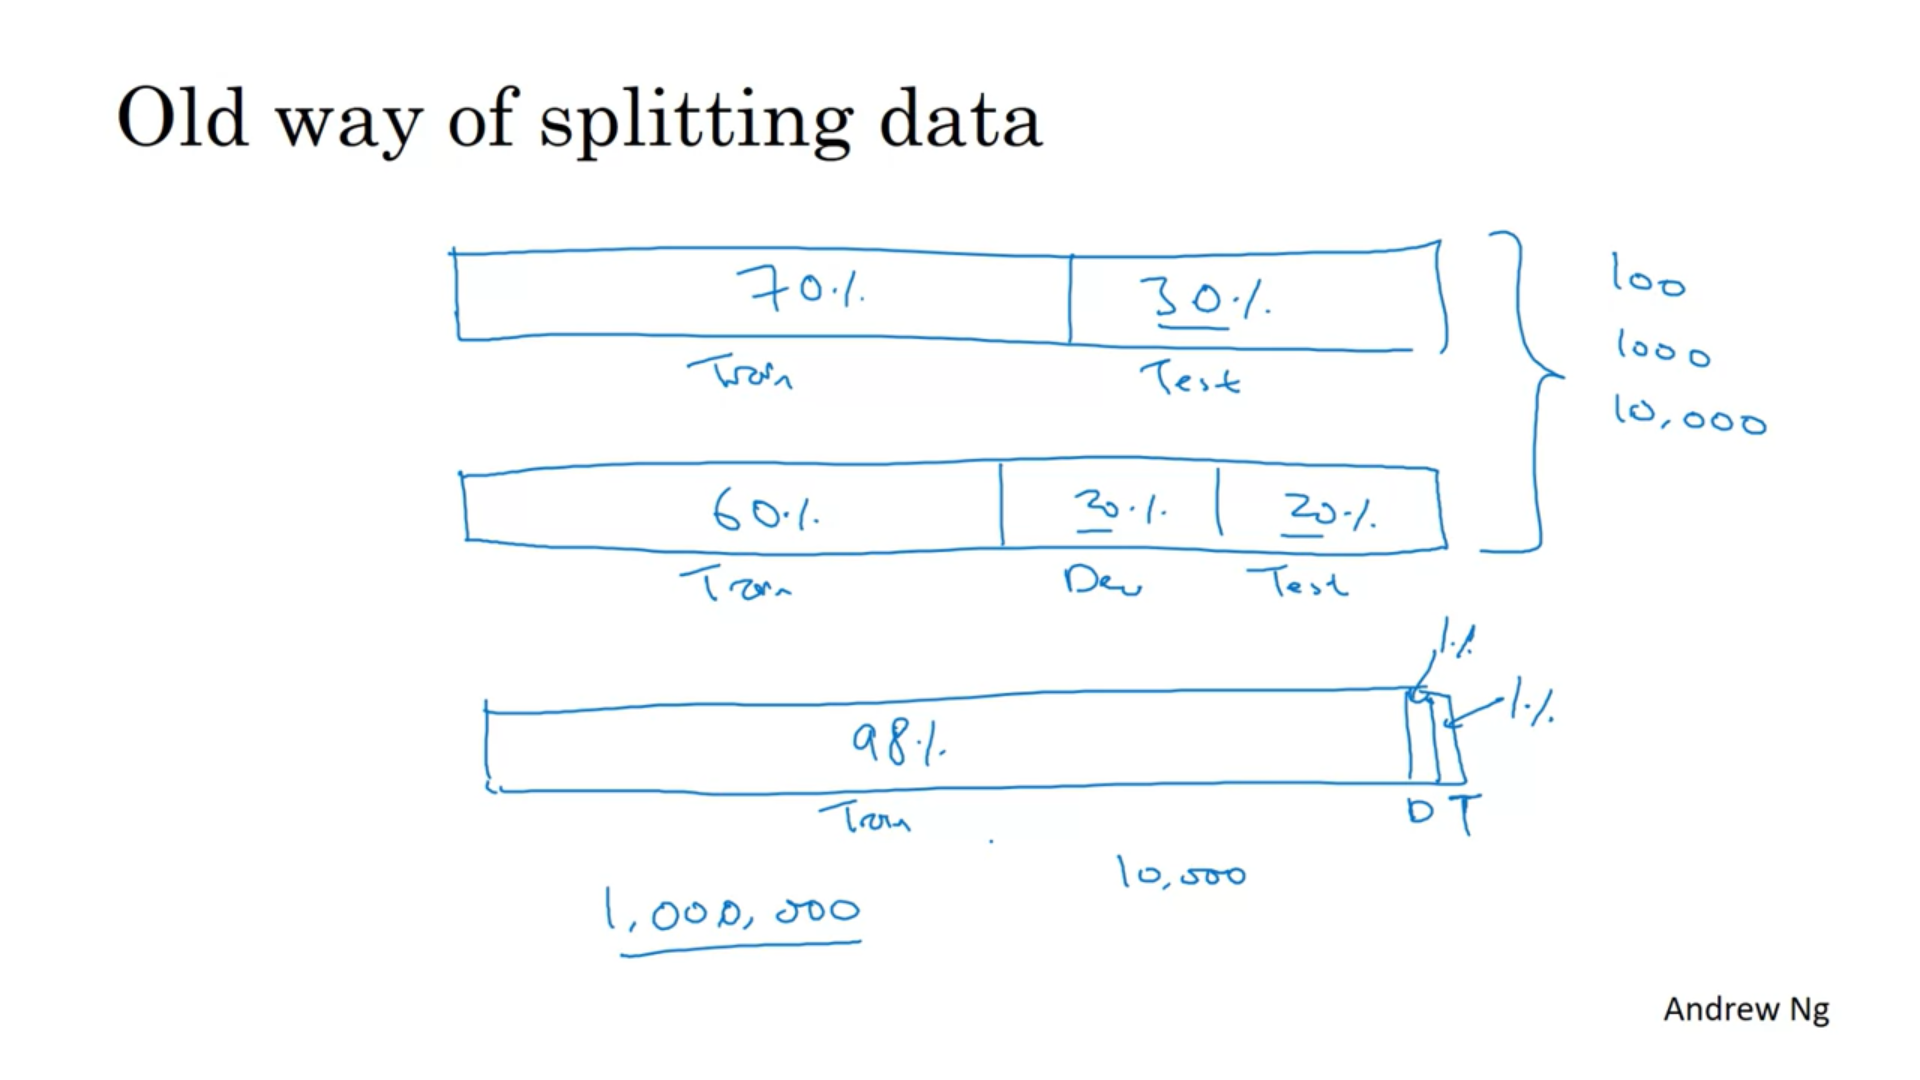 Old way of splitting data
70% 30%
Train Test
100
1000
10,000
60% 20% 20%
Train Dev Test
1%
1%
98%
Train D T
10,000
1,000,000
Andrew Ng